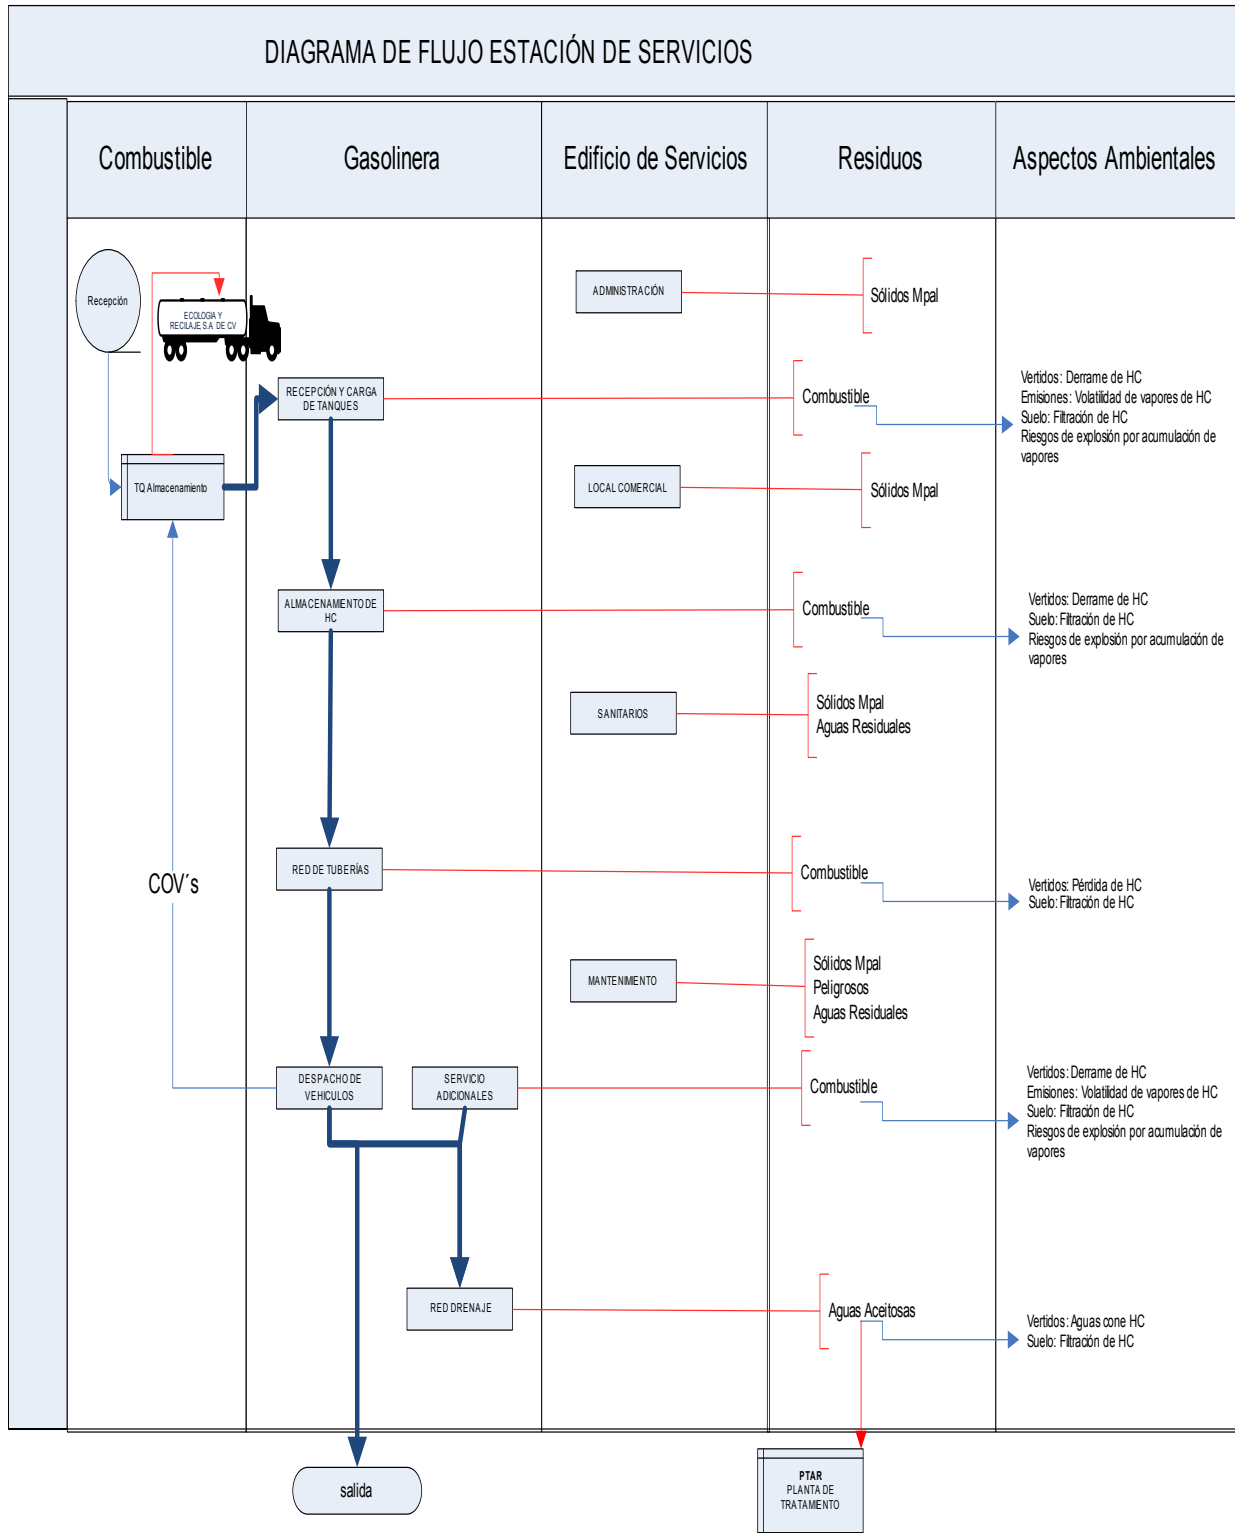 DIAGRAMA DE FLUJO ESTACIÓN DE SERVICIOS
Combustible
Gasolinera
Edificio de Servicios
Residuos
Aspectos Ambientales
Recepción
ECOLOGIA Y
RECILAJE, S.A DE CV
ADMINISTRACIÓN
Sólidos Mpal
RECEPCIÓN Y CARGA
DE TANQUES
Combustible
Vertidos: Derrame de HC
Emisiones: Volatilidad de vapores de HC
Suelo: Filtración de HC
Riesgos de explosión por acumulación de
vapores
TQ Almacenamiento
LOCAL COMERCIAL
Sólidos Mpal
ALMACENAMIENTO DE
HC
Combustible
Vertidos: Derrame de HC
Suelo: Filtración de HC
Riesgos de explosión por acumulación de
vapores
SANITARIOS
Sólidos Mpal
Aguas Residuales
COV´s
RED DE TUBERÍAS
Combustible
Vertidos: Pérdida de HC
Suelo: Filtración de HC
MANTENIMIENTO
Sólidos Mpal
Peligrosos
Aguas Residuales
DESPACHO DE
VEHICULOS
SERVICIO
ADICIONALES
Combustible
Vertidos: Derrame de HC
Emisiones: Volatilidad de vapores de HC
Suelo: Filtración de HC
Riesgos de explosión por acumulación de
vapores
RED DRENAJE
Aguas Aceitosas
Vertidos: Aguas cone HC
Suelo: Filtración de HC
salida
PTAR
PLANTA DE
TRATAMIENTO